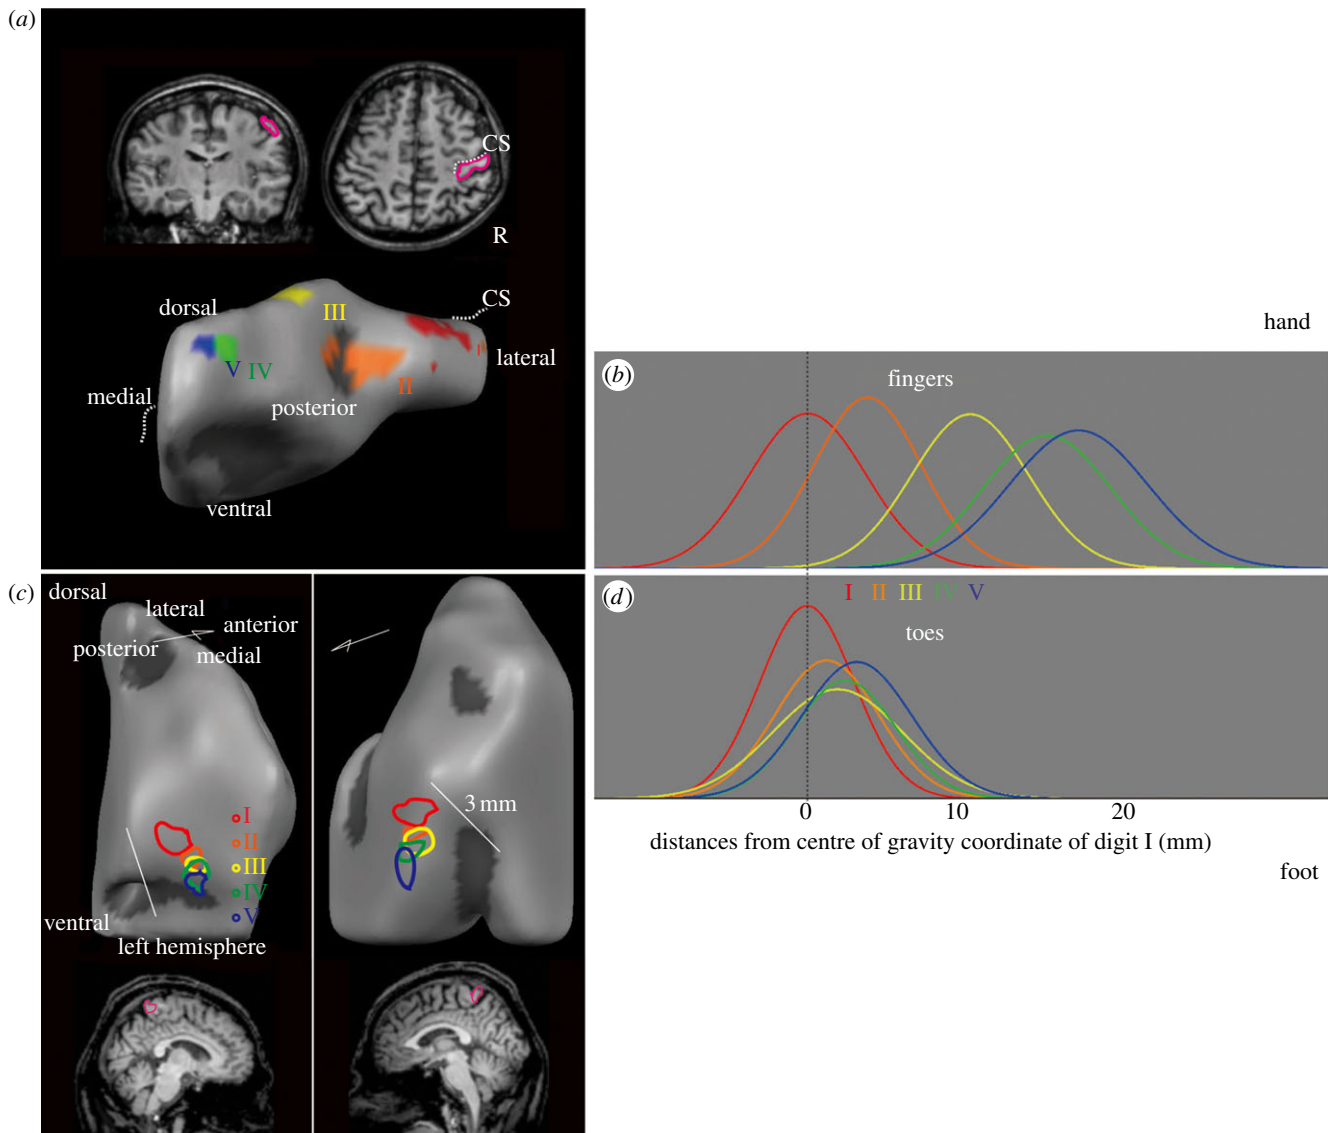 (a)
CS
R
dorsal
III
CS
V IV
lateral
medial
II
posterior
ventral
hand
(b)
fingers
(c)
dorsal
lateral
anterior
posterior
medial
3 mm
I
II
III
IV
V
ventral
left hemisphere
(d)
I II III IV V
toes
0 10 20
distances from centre of gravity coordinate of digit I (mm)
foot